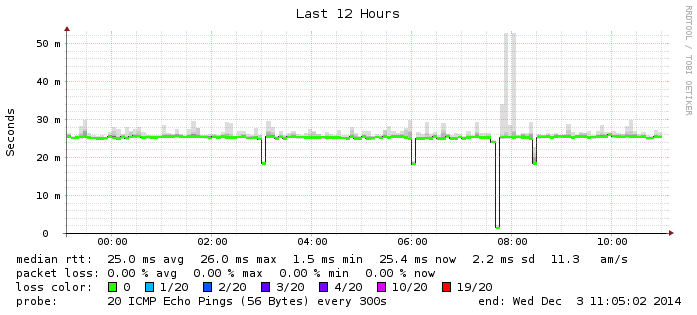 Last 12 Hours
RRDTOOL / TOBI OETIKER
Seconds
50 m
40 m
30 m
20 m
10 m
0
00:00 02:00 04:00 06:00 08:00 10:00
median rtt: 25.0 ms avg 26.0 ms max 1.5 ms min 25.4 ms now 2.2 ms sd 11.3 am/s
packet loss: 0.00 % avg 0.00 % max 0.00 % min 0.00 % now
loss color: 0 1/20 2/20 3/20 4/20 10/20 19/20
probe: 20 ICMP Echo Pings (56 Bytes) every 300s end: Wed Dec 3 11:05:02 2014